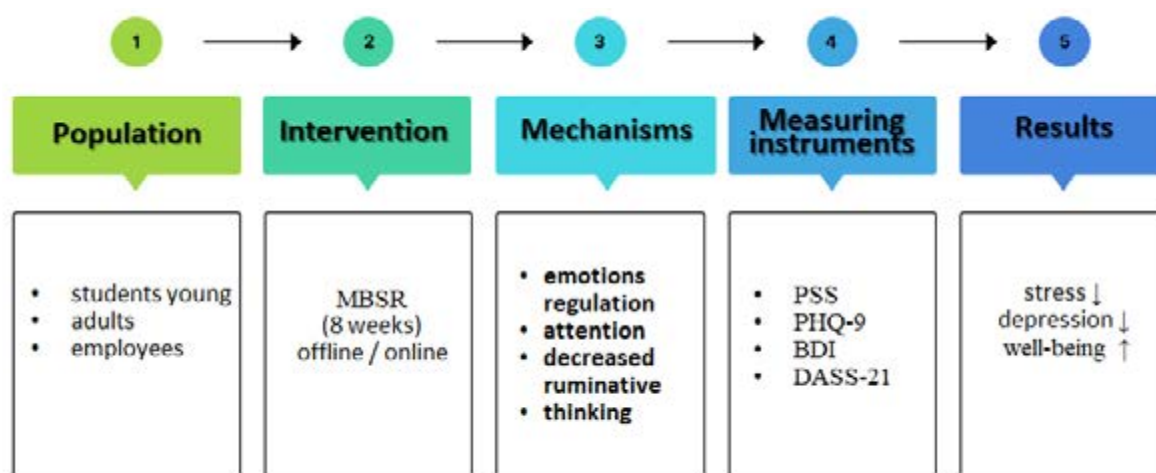 1
2
3
4
5
Population
Intervention
Mechanisms
Measuring
instruments
Results
• students young
• adults
• employees
MBSR
(8 weeks)
offline / online
• emotions
regulation
• attention
• decreased
ruminative
• thinking
• PSS
• PHQ-9
• BDI
• DASS-21
stress ↓
depression ↓
well-being ↑